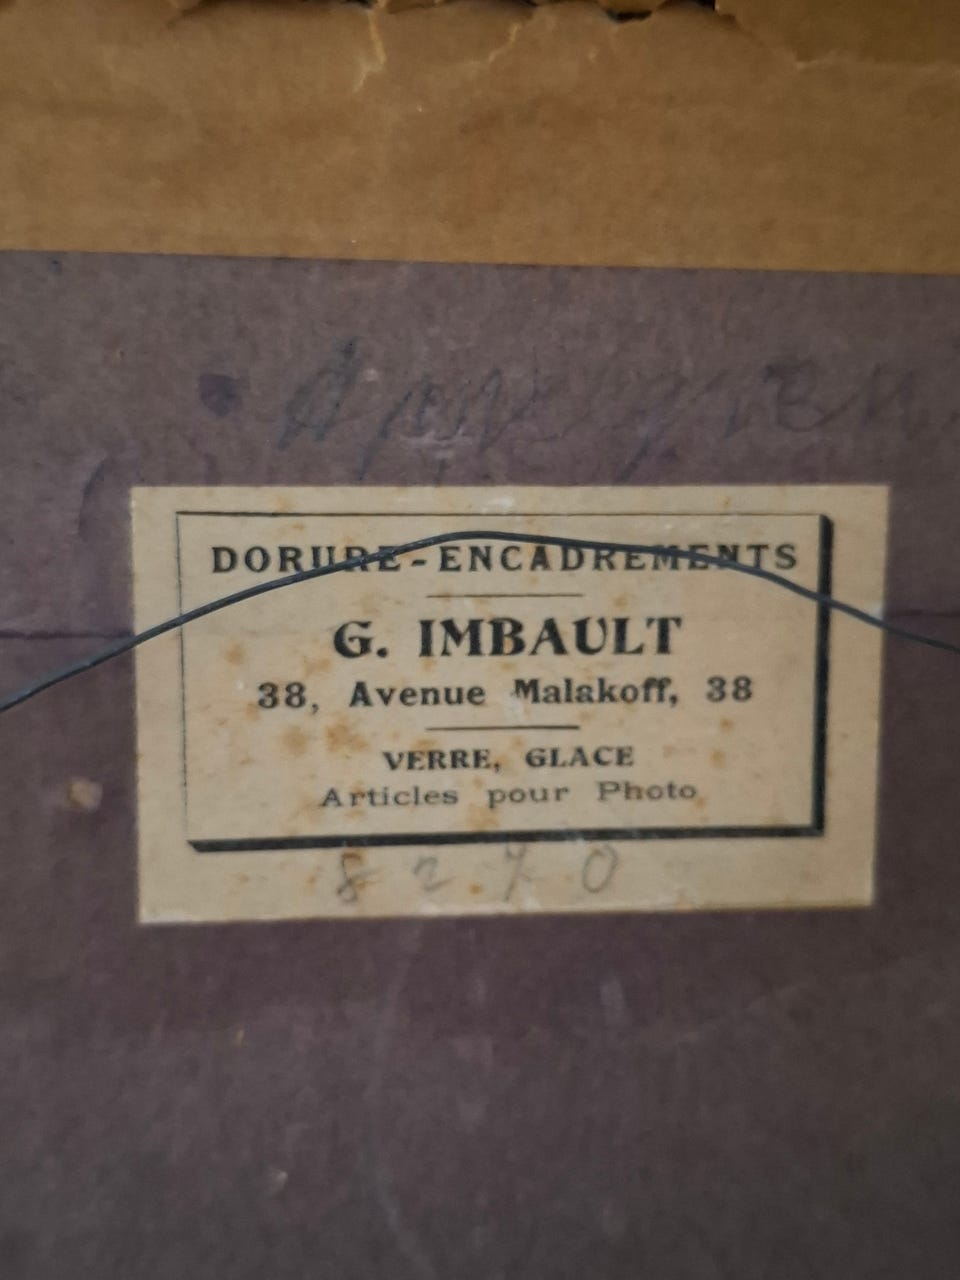 DORURE-ENCADREMENTS
G. IMBAULT
38, Avenue Malakoff, 38
VERRE, GLACE
Articles pour Photo
8270